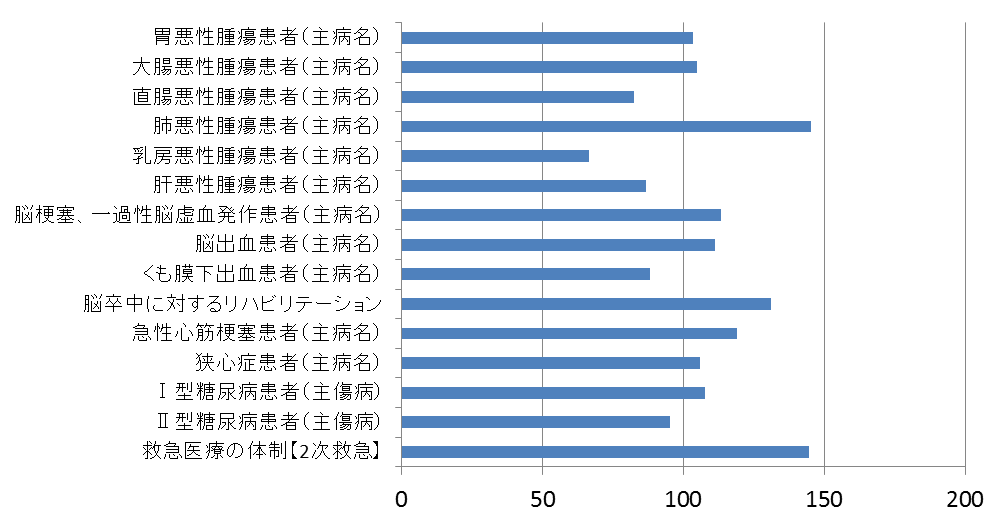 胃悪性腫瘍患者(主病名)
大腸悪性腫瘍患者(主病名)
直腸悪性腫瘍患者(主病名)
肺悪性腫瘍患者(主病名)
乳房悪性腫瘍患者(主病名)
肝悪性腫瘍患者(主病名)
脳梗塞、一過性脳虚血発作患者(主病名)
脳出血患者(主病名)
くも膜下出血患者(主病名)
脳卒中に対するリハビリテーション
急性心筋梗塞患者(主病名)
狭心症患者(主病名)
Ⅰ型糖尿病患者(主傷病)
Ⅱ型糖尿病患者(主傷病)
救急医療の体制【2次救急】
0 50 100 150 200